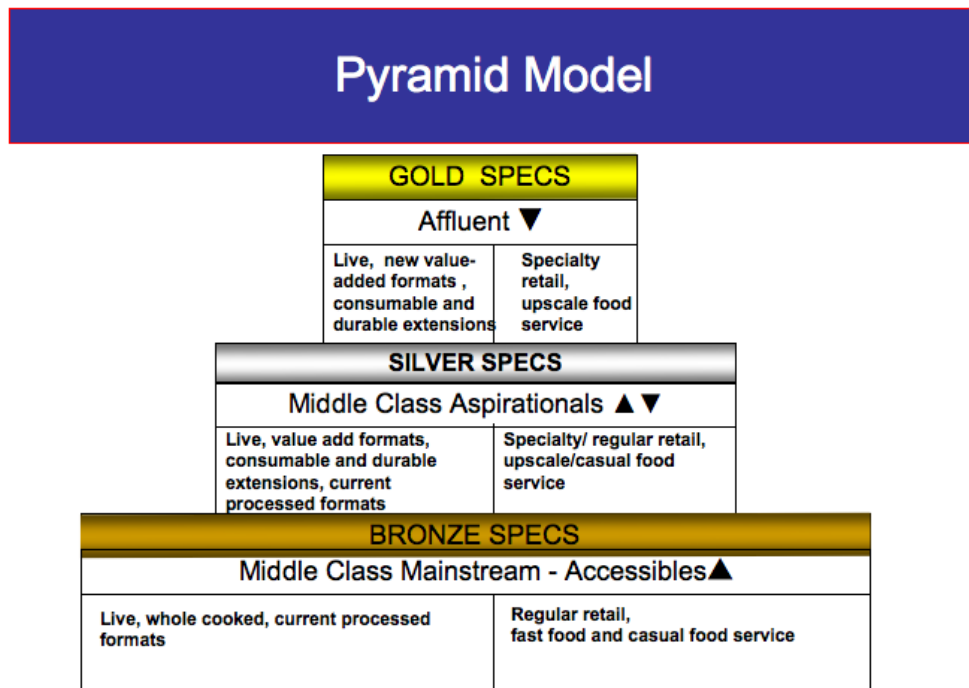 Pyramid Model
GOLD SPECS
Affluent ▼
Live, new value-
added formats ,
consumable and
durable extensions
Specialty
retail,
upscale food
service
SILVER SPECS
Middle Class Aspirationals ▲▼
Live, value add formats,
consumable and durable
extensions, current
processed formats
Specialty/ regular retail,
upscale/casual food
service
BRONZE SPECS
Middle Class Mainstream - Accessibles▲
Live, whole cooked, current processed
formats
Regular retail,
fast food and casual food service